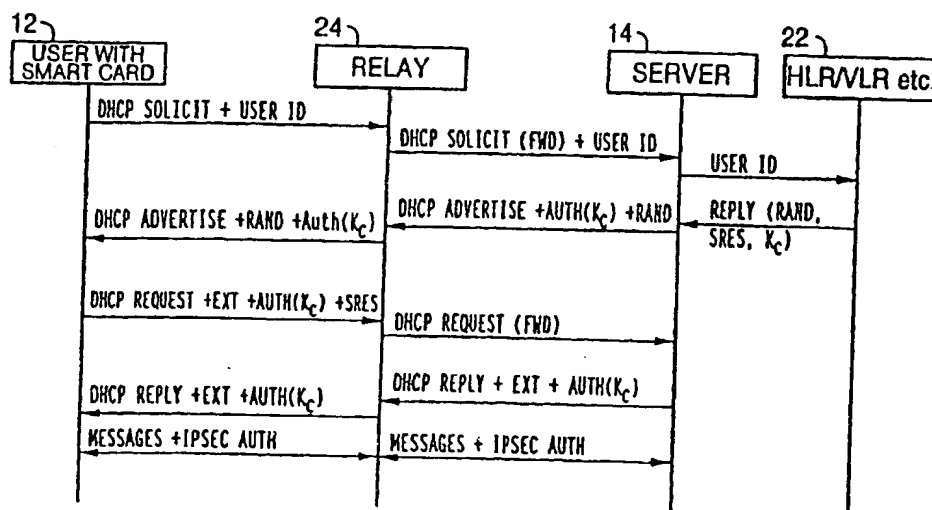 12
24
14
22
USER WITH
SMART CARD
RELAY
SERVER
HLR/VLR etc.
DHCP SOLICIT + USER ID
DHCP SOLICIT (FWD) + USER ID
USER ID
DHCP ADVERTISE +RAND +Auth(KC)
DHCP ADVERTISE +AUTH(KC) +RAND
REPLY (RAND,
SRES, KC)
DHCP REQUEST +EXT +AUTH(KC) +SRES
DHCP REQUEST (FWD)
DHCP REPLY + EXT + AUTH(KC)
DHCP REPLY +EXT +AUTH(KC)
MESSAGES +IPSEC AUTH
MESSAGES + IPSEC AUTH